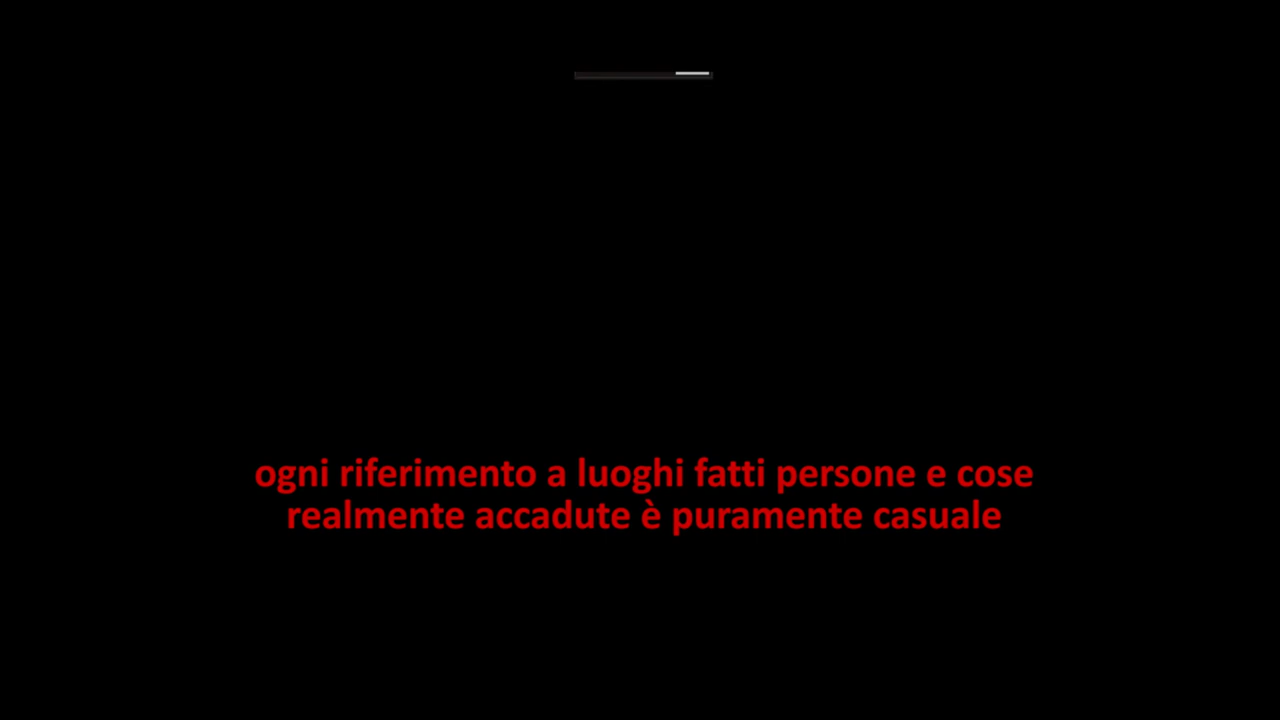 ogni riferimento a luoghi fatti persone e cose
realmente accadute è puramente casuale